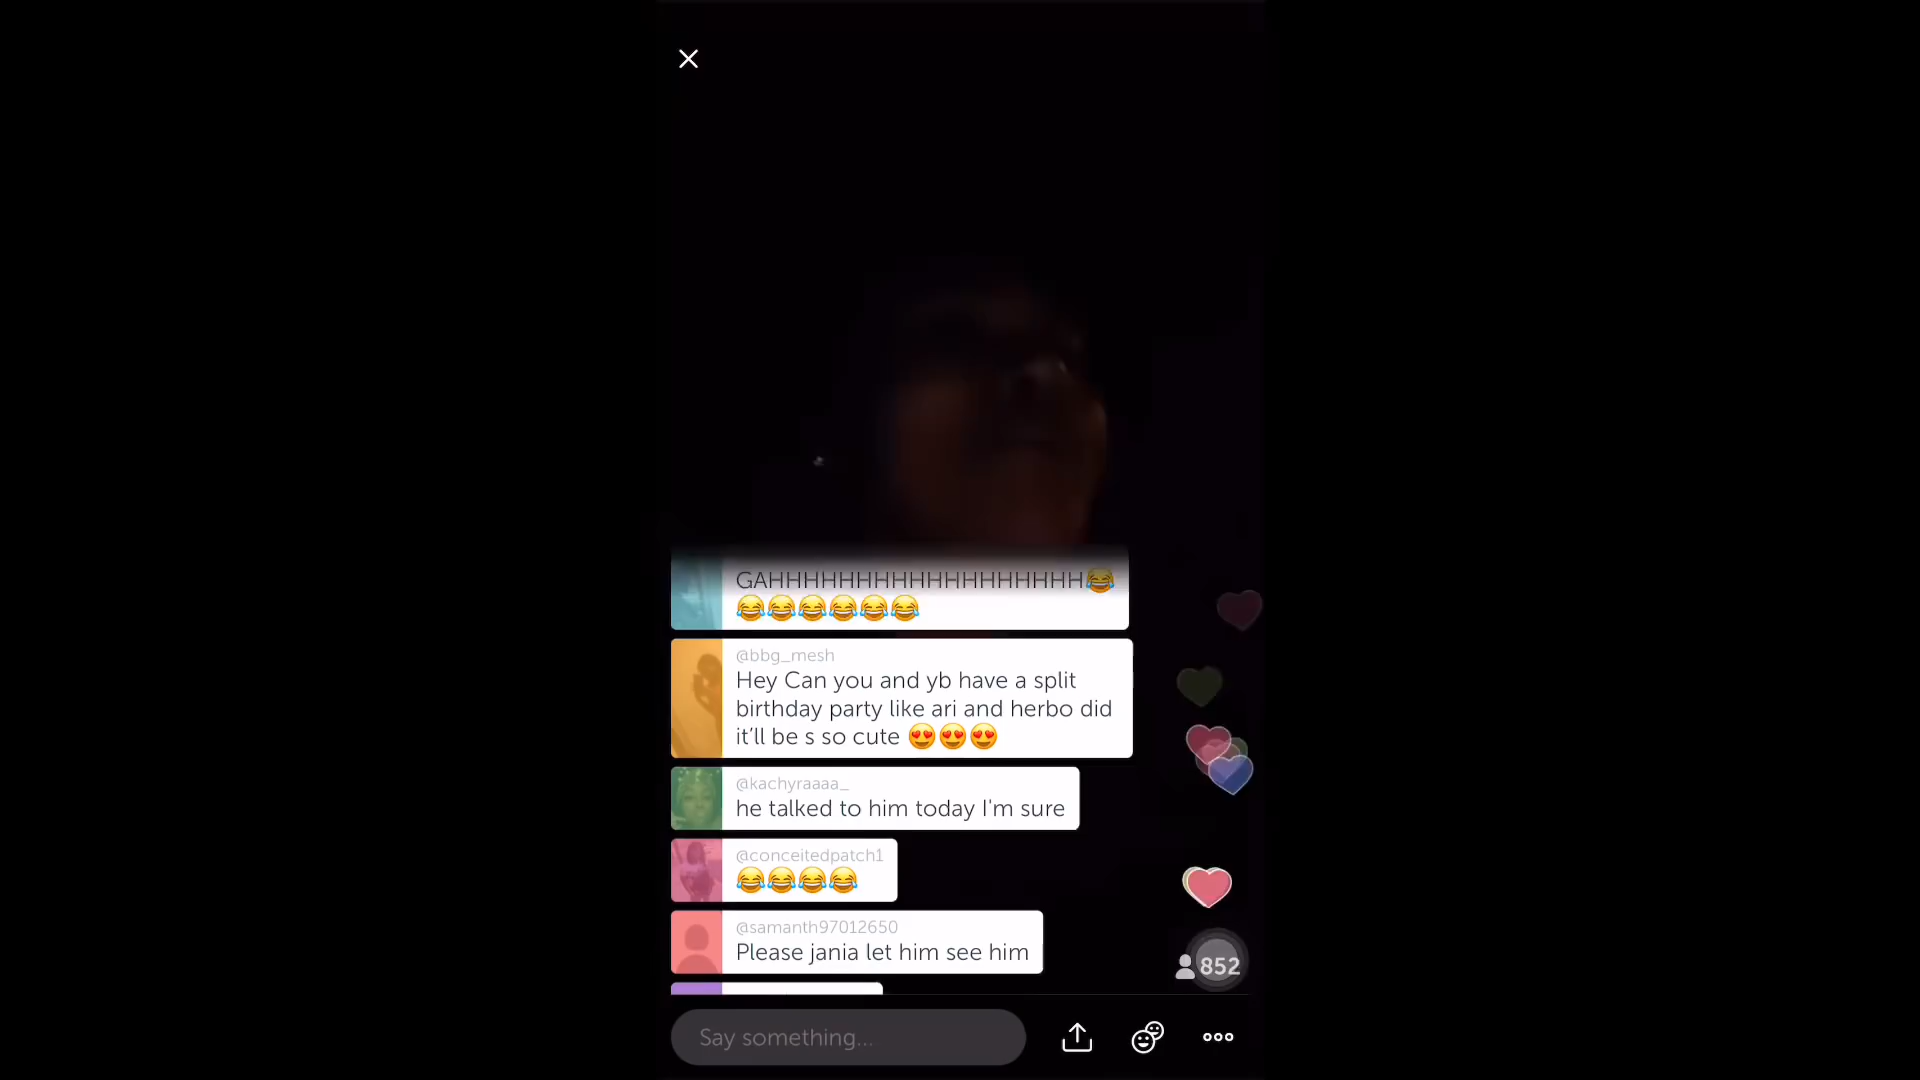 GAHHHHHHHHHHHHHHHHHH😂
😂😂😂😂😂😂
@bbg_mesh
Hey Can you and yb have a split
birthday party like ari and herbo did
it'll be s so cute 😍😍😍
@kachyraaaa_
he talked to him today I'm sure
@conceitedpatch1
😂😂😂😂
@samanth97012650
Please jania let him see him
852
Say something...